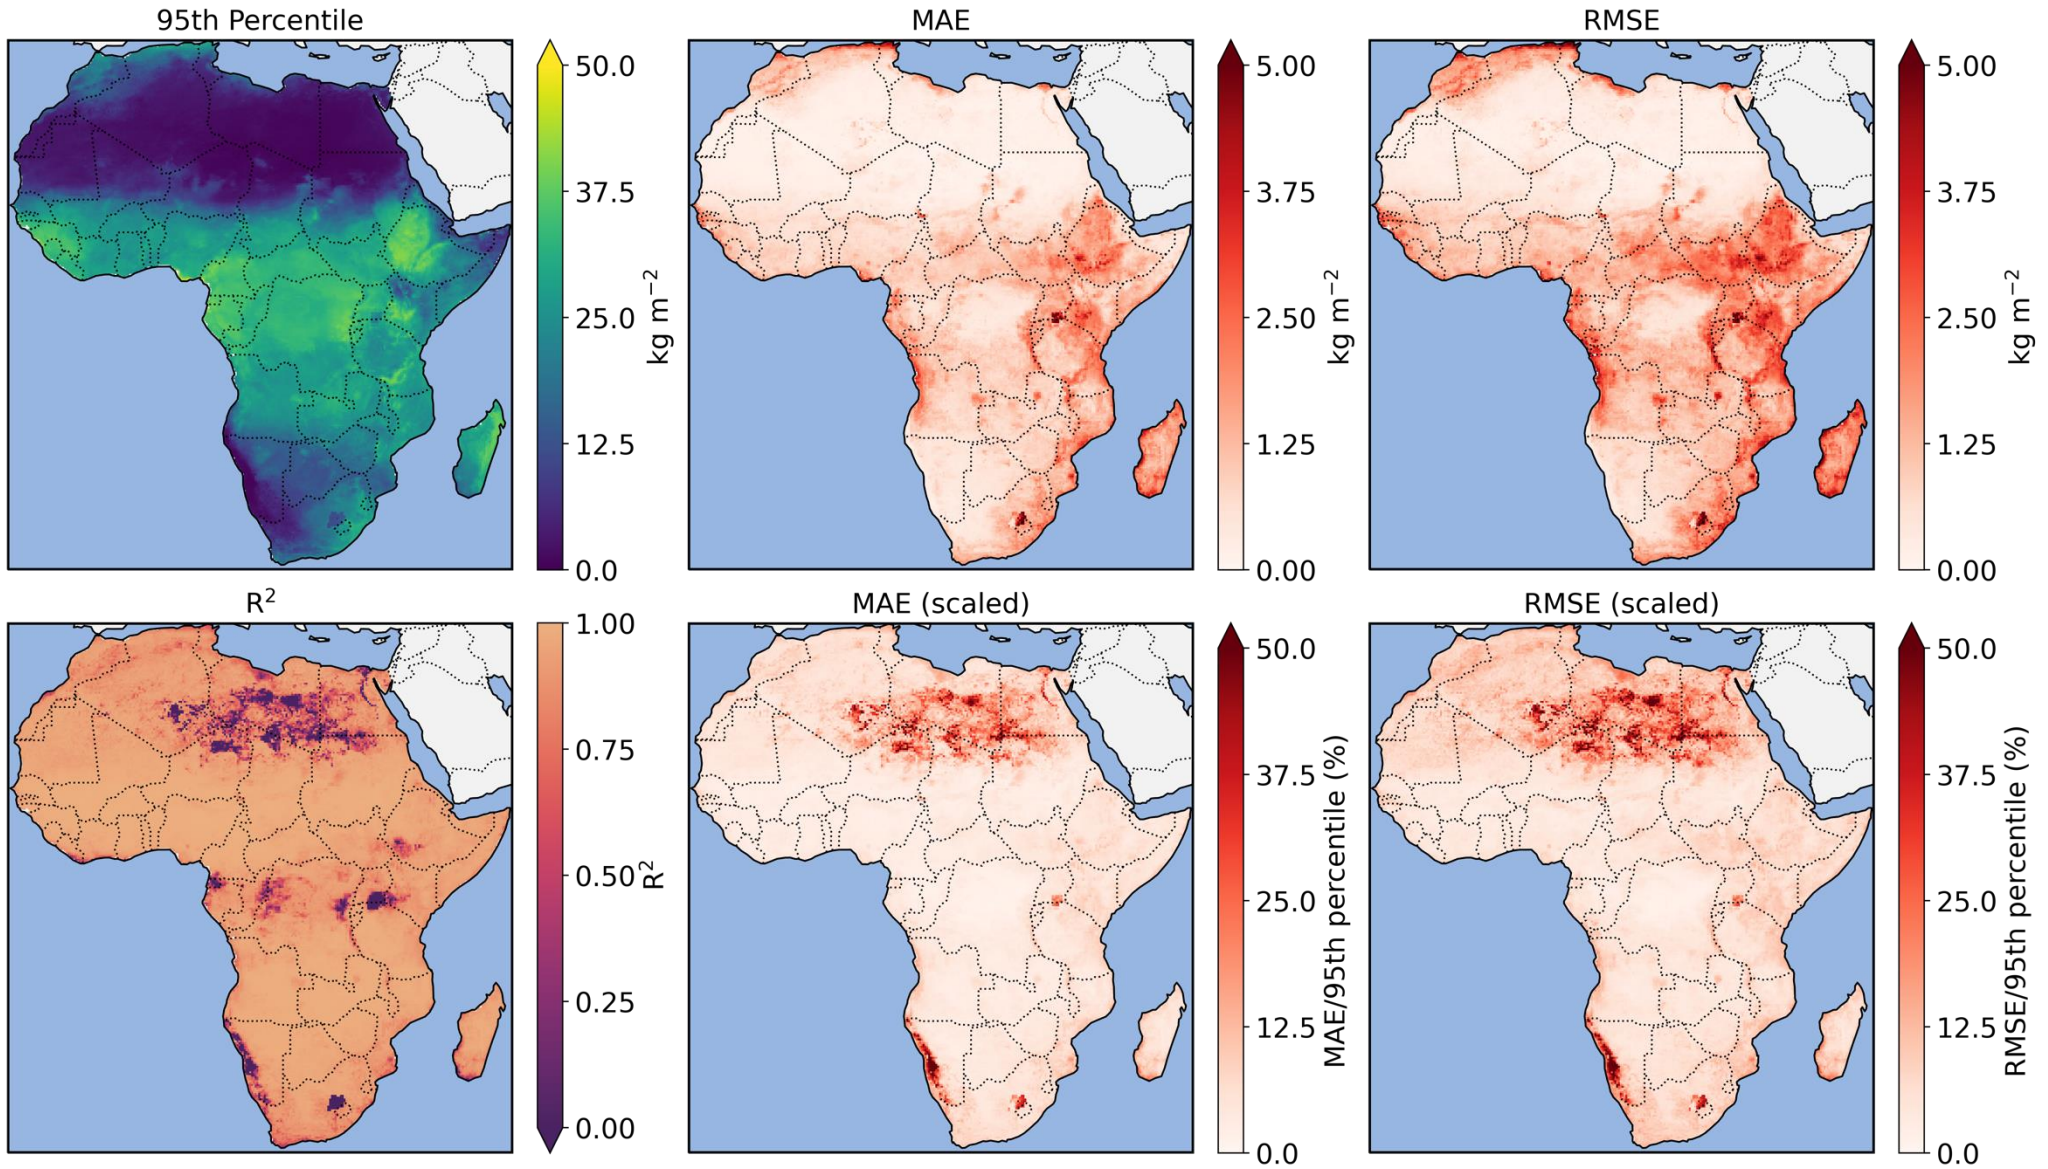 95th Percentile
50.0
37.5
25.0
12.5
0.0
kg m⁻²
MAE
5.00
3.75
2.50
1.25
0.00
kg m⁻²
RMSE
5.00
3.75
2.50
1.25
0.00
kg m⁻²
R²
1.00
0.75
0.50
0.25
0.00
R²
MAE (scaled)
50.0
37.5
25.0
12.5
0.0
MAE/95th percentile (%)
RMSE (scaled)
50.0
37.5
25.0
12.5
0.0
RMSE/95th percentile (%)